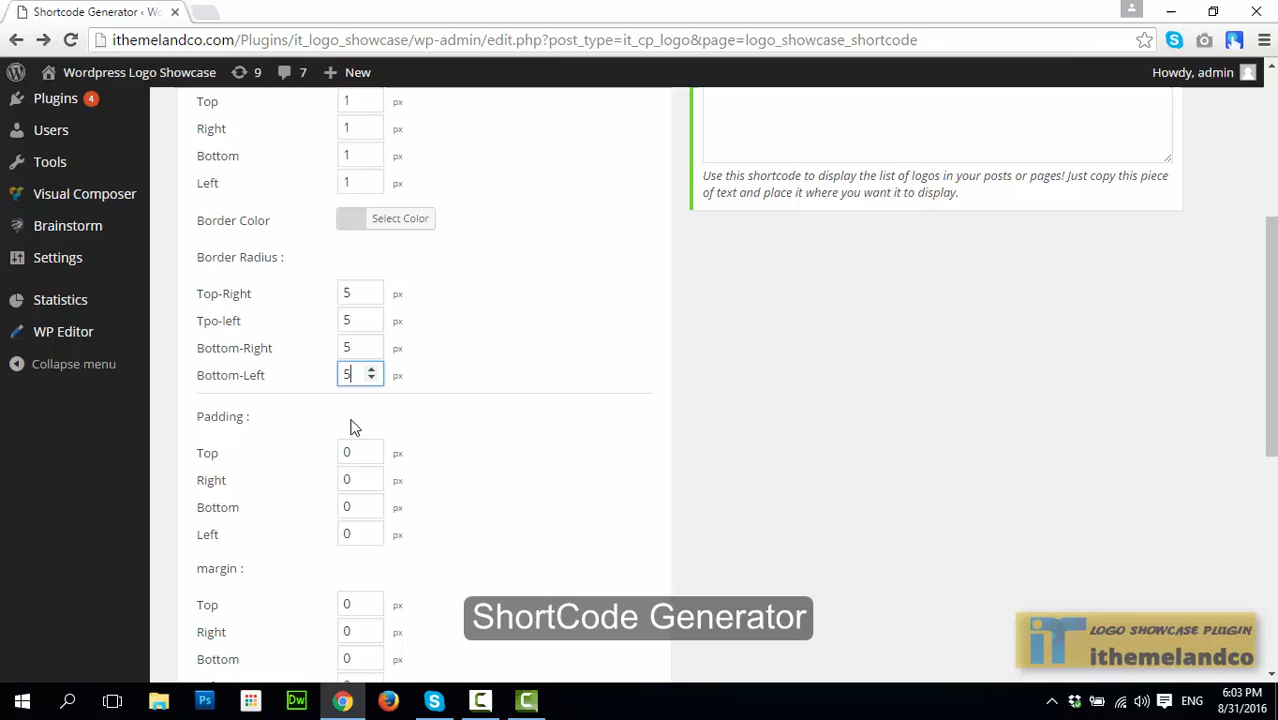 Shortcode Generator ‹ Wo
ithemelandco.com/Plugins/it_logo_showcase/wp-admin/edit.php?post_type=it_cp_logo&page=logo_showcase_shortcode
Wordpress Logo Showcase 9 7 New Howdy, admin
Plugins 4
Users
Tools
Visual Composer
Brainstorm
Settings
Statistics
WP Editor
Collapse menu
Top 1 px
Right 1 px
Bottom 1 px
Left 1 px
Border Color Select Color
Border Radius :
Top-Right 5 px
Tpo-left 5 px
Bottom-Right 5 px
Bottom-Left 5 px
Padding :
Top 0 px
Right 0 px
Bottom 0 px
Left 0 px
margin :
Top 0 px
Right 0 px
Bottom 0 px
Use this shortcode to display the list of logos in your posts or pages! Just copy this piece
of text and place it where you want it to display.
ShortCode Generator
iT LOGO SHOWCASE PLUGIN
ithemelandco
Ps
Dw
ENG
6:03 PM
8/31/2016